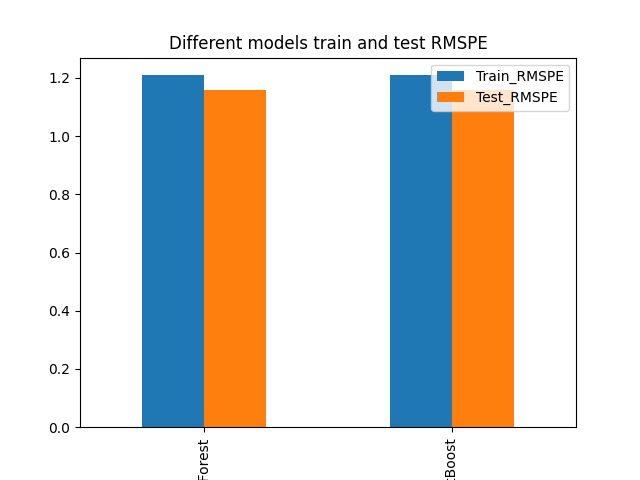 Different models train and test RMSPE
Train_RMSPE
Test_RMSPE
1.2
1.0
0.8
0.6
0.4
0.2
0.0
Forest
Boost